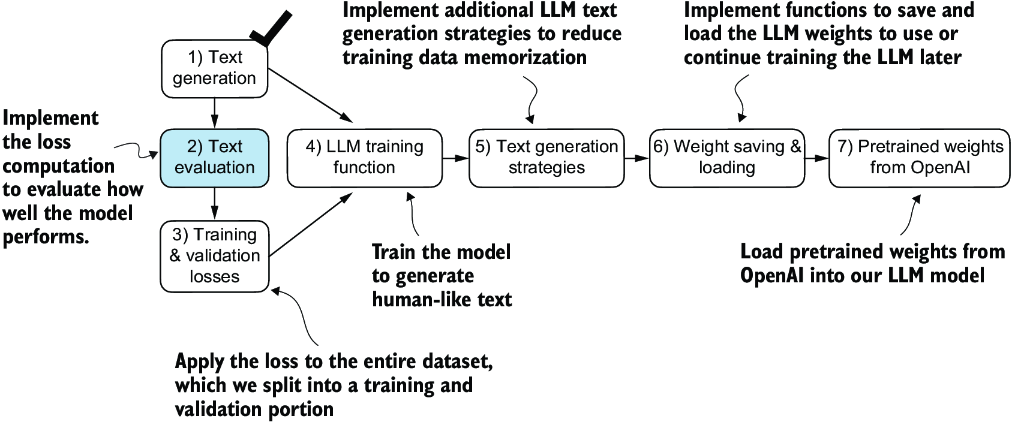 Implement additional LLM text
generation strategies to reduce
training data memorization
Implement functions to save and
load the LLM weights to use or
continue training the LLM later
1) Text
generation
Implement
the loss
computation
to evaluate how
well the model
performs.
2) Text
evaluation
4) LLM training
function
5) Text generation
strategies
6) Weight saving &
loading
7) Pretrained weights
from OpenAI
3) Training
& validation
losses
Train the model
to generate
human-like text
Load pretrained weights from
OpenAI into our LLM model
Apply the loss to the entire dataset,
which we split into a training and
validation portion